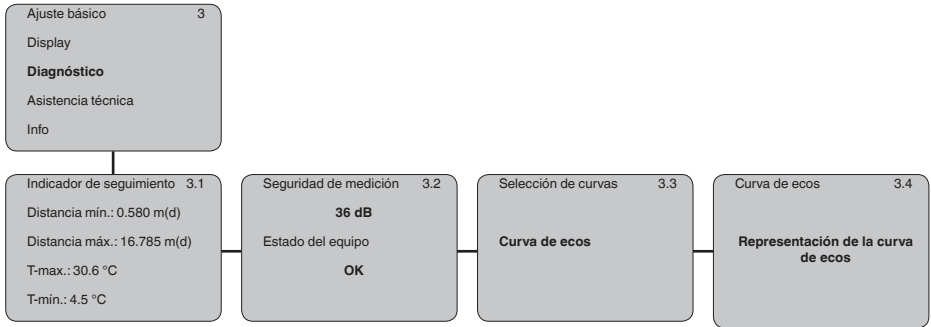 Ajuste básico 3
Display
Diagnóstico
Asistencia técnica
Info
Indicador de seguimiento 3.1
Distancia mín.: 0.580 m(d)
Distancia máx.: 16.785 m(d)
T-max.: 30.6 °C
T-mín.: 4.5 °C
Seguridad de medición 3.2
36 dB
Estado del equipo
OK
Selección de curvas 3.3
Curva de ecos
Curva de ecos 3.4
Representación de la curva
de ecos